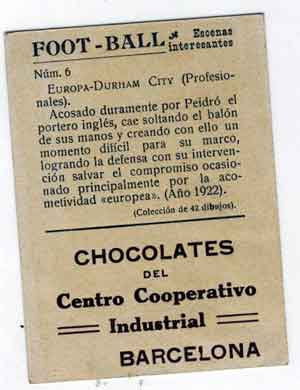 FOOT-BALL Escenas
interesantes
Núm. 6
EUROPA-DURHAM CITY (Profesio-
nales).
Acosado duramente por Peidró el
portero inglés, cae soltando el balón
de sus manos y creando con ello un
momento difícil para su marco,
logrando la defensa con su interven-
ción salvar el compromiso ocasio-
nado principalmente por la aco-
metividad «europea». (Año 1922).
(Colección de 42 dibujos).
CHOCOLATES
DEL
Centro Cooperativo
Industrial
BARCELONA